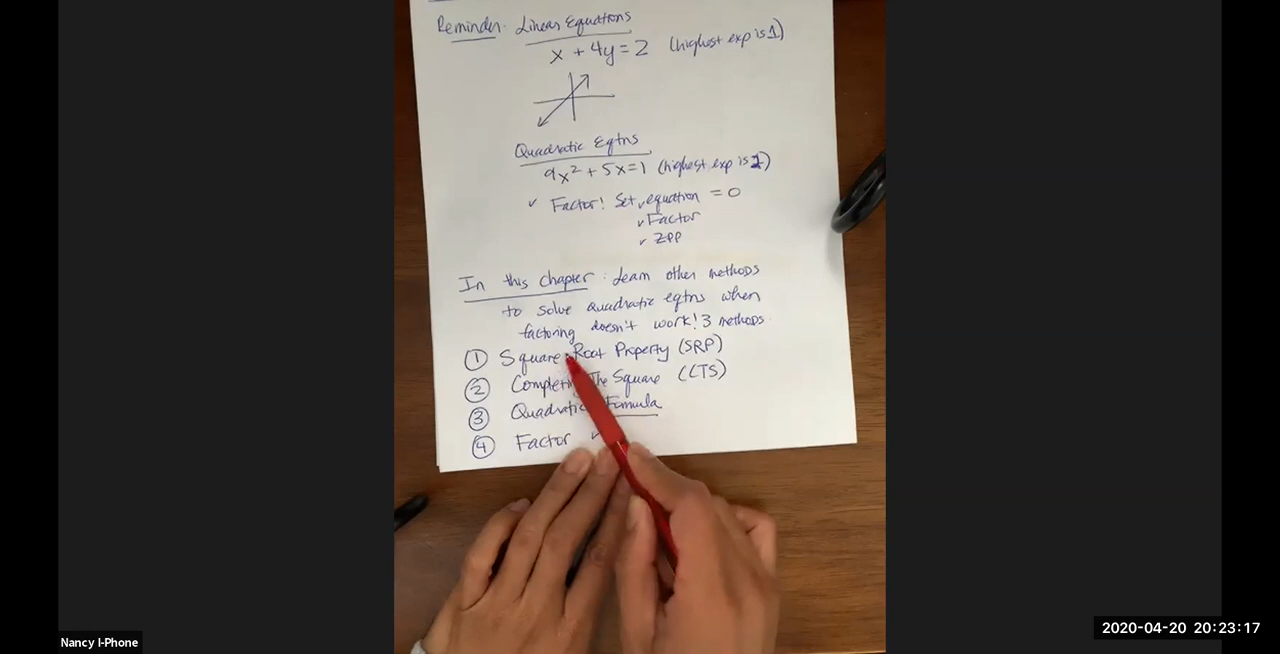 Reminder: Linear Equations
x + 4y = 2 (highest exp is 1)
Quadratic Eqtns
9x² + 5x = 1 (highest exp is 2)
✓ Factor! Set equation = 0
✓ Factor
✓ ZPP
In this chapter: Learn other methods
to solve quadratic eqtns when
factoring doesn't work! 3 methods
① Square Root Property (SRP)
② The Square (CTS)
③ Quadratic Formula
④ Factor ✓
Nancy I-Phone
2020-04-20 20:23:17